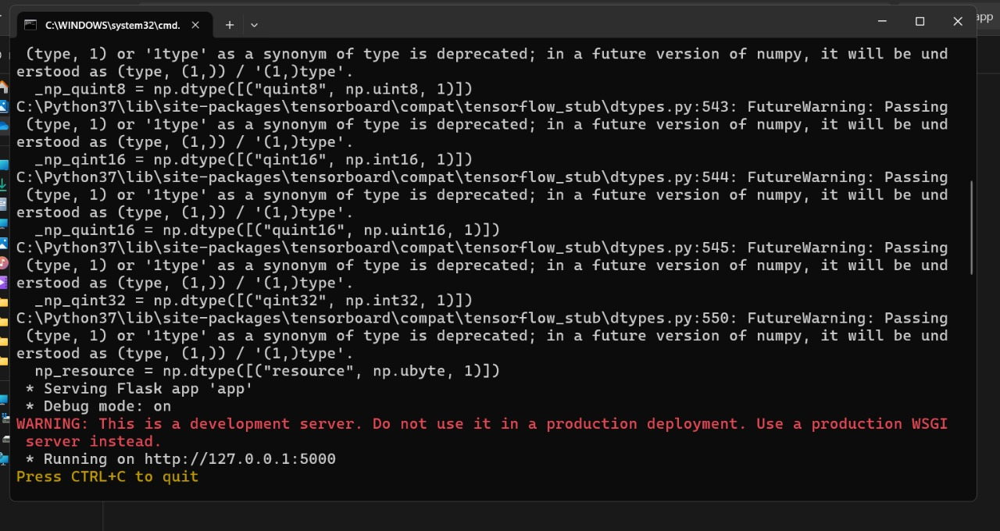 C:\WINDOWS\system32\cmd.
app
(type, 1) or '1type' as a synonym of type is deprecated; in a future version of numpy, it will be und
erstood as (type, (1,)) / '(1,)type'.
_np_quint8 = np.dtype([("quint8", np.uint8, 1)])
C:\Python37\lib\site-packages\tensorboard\compat\tensorflow_stub\dtypes.py:543: FutureWarning: Passing
(type, 1) or '1type' as a synonym of type is deprecated; in a future version of numpy, it will be und
erstood as (type, (1,)) / '(1,)type'.
_np_qint16 = np.dtype([("qint16", np.int16, 1)])
C:\Python37\lib\site-packages\tensorboard\compat\tensorflow_stub\dtypes.py:544: FutureWarning: Passing
(type, 1) or '1type' as a synonym of type is deprecated; in a future version of numpy, it will be und
erstood as (type, (1,)) / '(1,)type'.
_np_quint16 = np.dtype([("quint16", np.uint16, 1)])
C:\Python37\lib\site-packages\tensorboard\compat\tensorflow_stub\dtypes.py:545: FutureWarning: Passing
(type, 1) or '1type' as a synonym of type is deprecated; in a future version of numpy, it will be und
erstood as (type, (1,)) / '(1,)type'.
_np_qint32 = np.dtype([("qint32", np.int32, 1)])
C:\Python37\lib\site-packages\tensorboard\compat\tensorflow_stub\dtypes.py:550: FutureWarning: Passing
(type, 1) or '1type' as a synonym of type is deprecated; in a future version of numpy, it will be und
erstood as (type, (1,)) / '(1,)type'.
np_resource = np.dtype([("resource", np.ubyte, 1)])
* Serving Flask app 'app'
* Debug mode: on
WARNING: This is a development server. Do not use it in a production deployment. Use a production WSGI
server instead.
* Running on http://127.0.0.1:5000
Press CTRL+C to quit